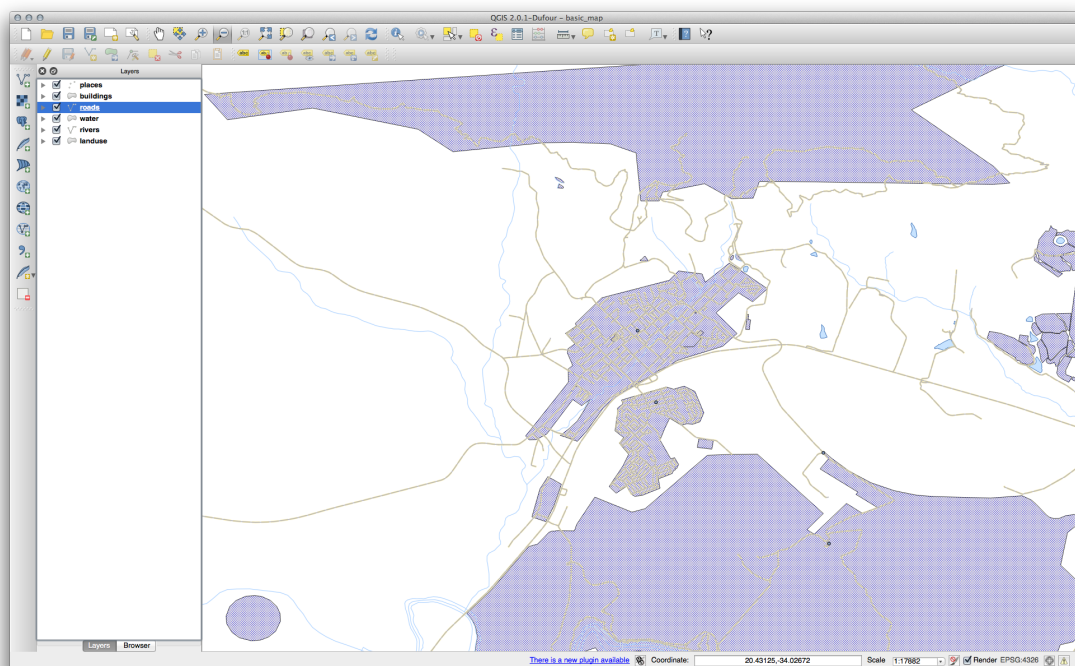 QGIS 2.0.1-Dufour – basic_map
Layers
places
buildings
roads
water
rivers
landuse
Layers Browser
There is a new plugin available Coordinate: 20.43125,-34.02672 Scale 1:17882 Render EPSG:4326